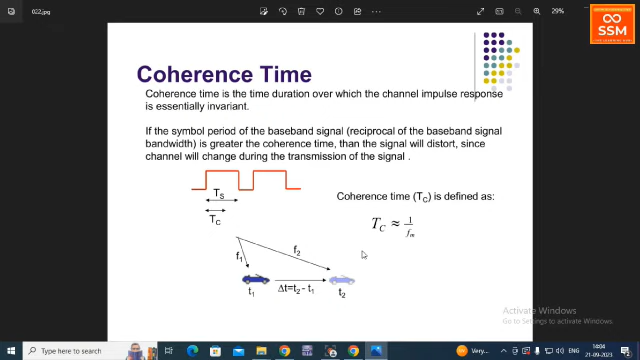 022.jpg
29%
SSM
Coherence Time
Coherence time is the time duration over which the channel impulse response
is essentially invariant.
If the symbol period of the baseband signal (reciprocal of the baseband signal
bandwidth) is greater the coherence time, than the signal will distort, since
channel will change during the transmission of the signal .
TS
TC
Coherence time (TC) is defined as:
TC ≈ 1/fm
f1
f2
t1
Δt=t2 - t1
t2
Activate Windows
Go to Settings to activate Windows.
Type here to search
Very...
ENG
14:04
21-09-2023